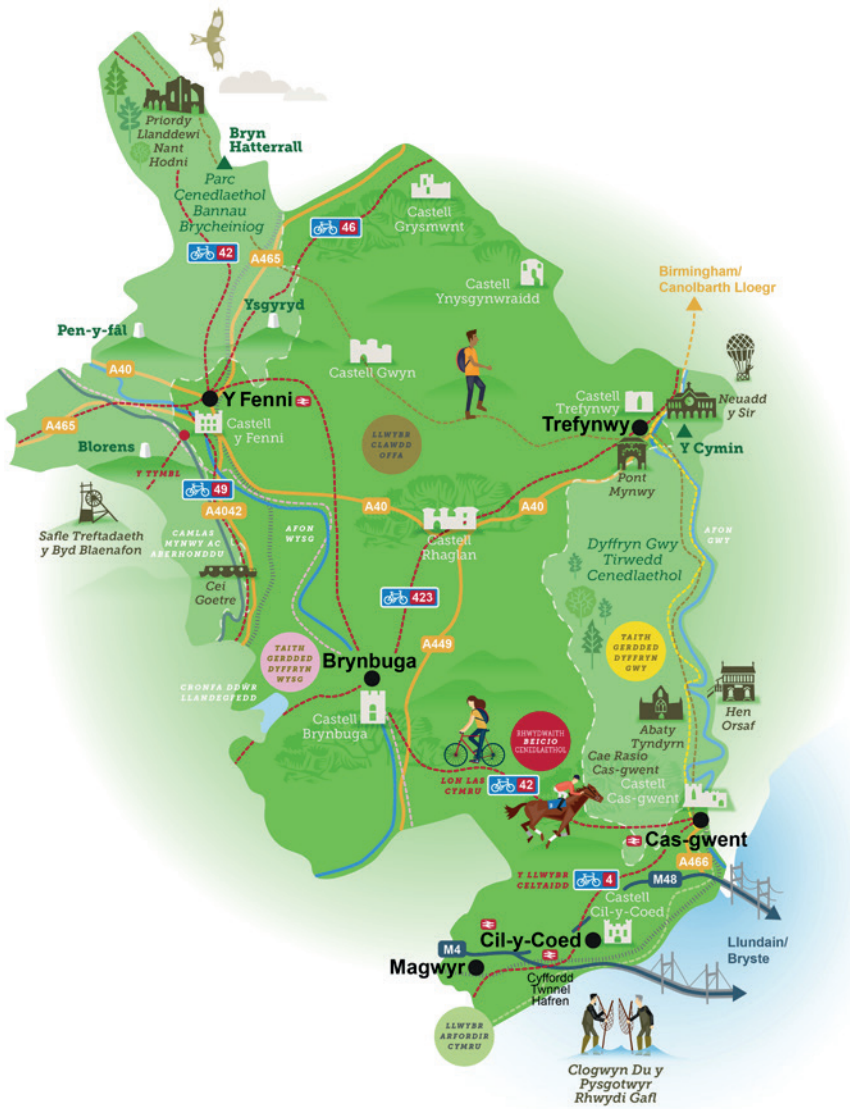 Priordy
Llanddewi
Nant
Hodni
Bryn
Hatterrall
Parc
Cenedlaethol
Bannau
Brycheiniog
42
46
A465
Castell
Grysmwnt
Castell
Ynysgynwraidd
Birmingham/
Canolbarth Lloegr
Ysgyryd
Pen-y-fâl
A40
Castell Gwyn
Y Fenni
Castell
y Fenni
A465
Blorens
Y TYMBL
49
A4042
Castell
Trefynwy
Trefynwy
Neuadd
y Sir
Y Cymin
Pont
Mynwy
LLWYBR
CLAWDD
OFFA
A40
A40
Castell
Rhaglan
Safle Treftadaeth
y Byd Blaenafon
CAMLAS
MYNWY AC
ABERHONDDU
AFON
WYSG
Cei
Goetre
AFON
GWY
Dyffryn Gwy
Tirwedd
Cenedlaethol
423
A449
TAITH
GERDDED
DYFFRYN
WYSG
Brynbuga
TAITH
GERDDED
DYFFRYN
GWT
CRONFA DDŴR
LLANDEGFEDD
Castell
Brynbuga
Hen
Orsaf
Abaty
Tyndyrn
RHWYDWAITH
BEICIO
CENEDLAETHOL
Cae Rasio
Cas-gwent
LON LAS
CYMRU
42
Castell
Cas-gwent
Cas-gwent
A466
Y LLWYBR
CELTAIDD
4
M48
Castell
Cil-y-Coed
Cil-y-Coed
M4
Magwyr
Cyffordd
Twnnel
Hafren
Llundain/
Bryste
LLWYBR
ARFORDIR
CYMRU
Clogwyn Du y
Pysgotwyr
Rhwydi Gafl